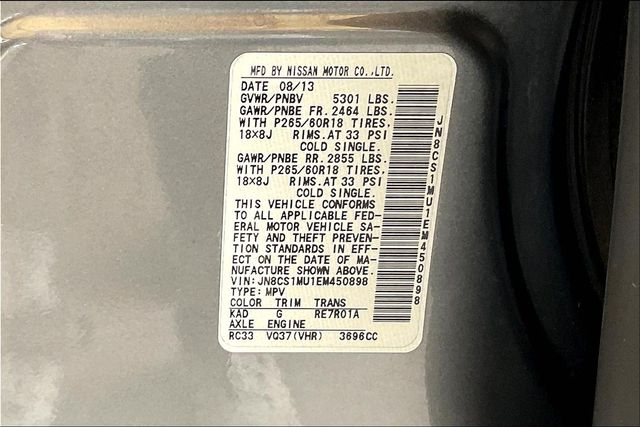 MFD BY NISSAN MOTOR CO.,LTD.
DATE 08/13
GVWR/PNBV 5301 LBS.
GAWR/PNBE FR. 2464 LBS.
WITH P265/60R18 TIRES,
18×8J RIMS.AT 33 PSI
COLD SINGLE.
GAWR/PNBE RR. 2855 LBS.
WITH P265/60R18 TIRES,
18×8J RIMS.AT 33 PSI
COLD SINGLE.
THIS VEHICLE CONFORMS
TO ALL APPLICABLE FED-
ERAL MOTOR VEHICLE SA-
FETY AND THEFT PREVEN-
TION STANDARDS IN EFF-
ECT ON THE DATE OF MA-
NUFACTURE SHOWN ABOVE.
VIN:JN8CS1MU1EM450898
TYPE:MPV
COLOR TRIM TRANS
KAD G RE7R01A
AXLE ENGINE
RC33 VQ37(VHR) 3696CC
JN8CS1MU1EM450898